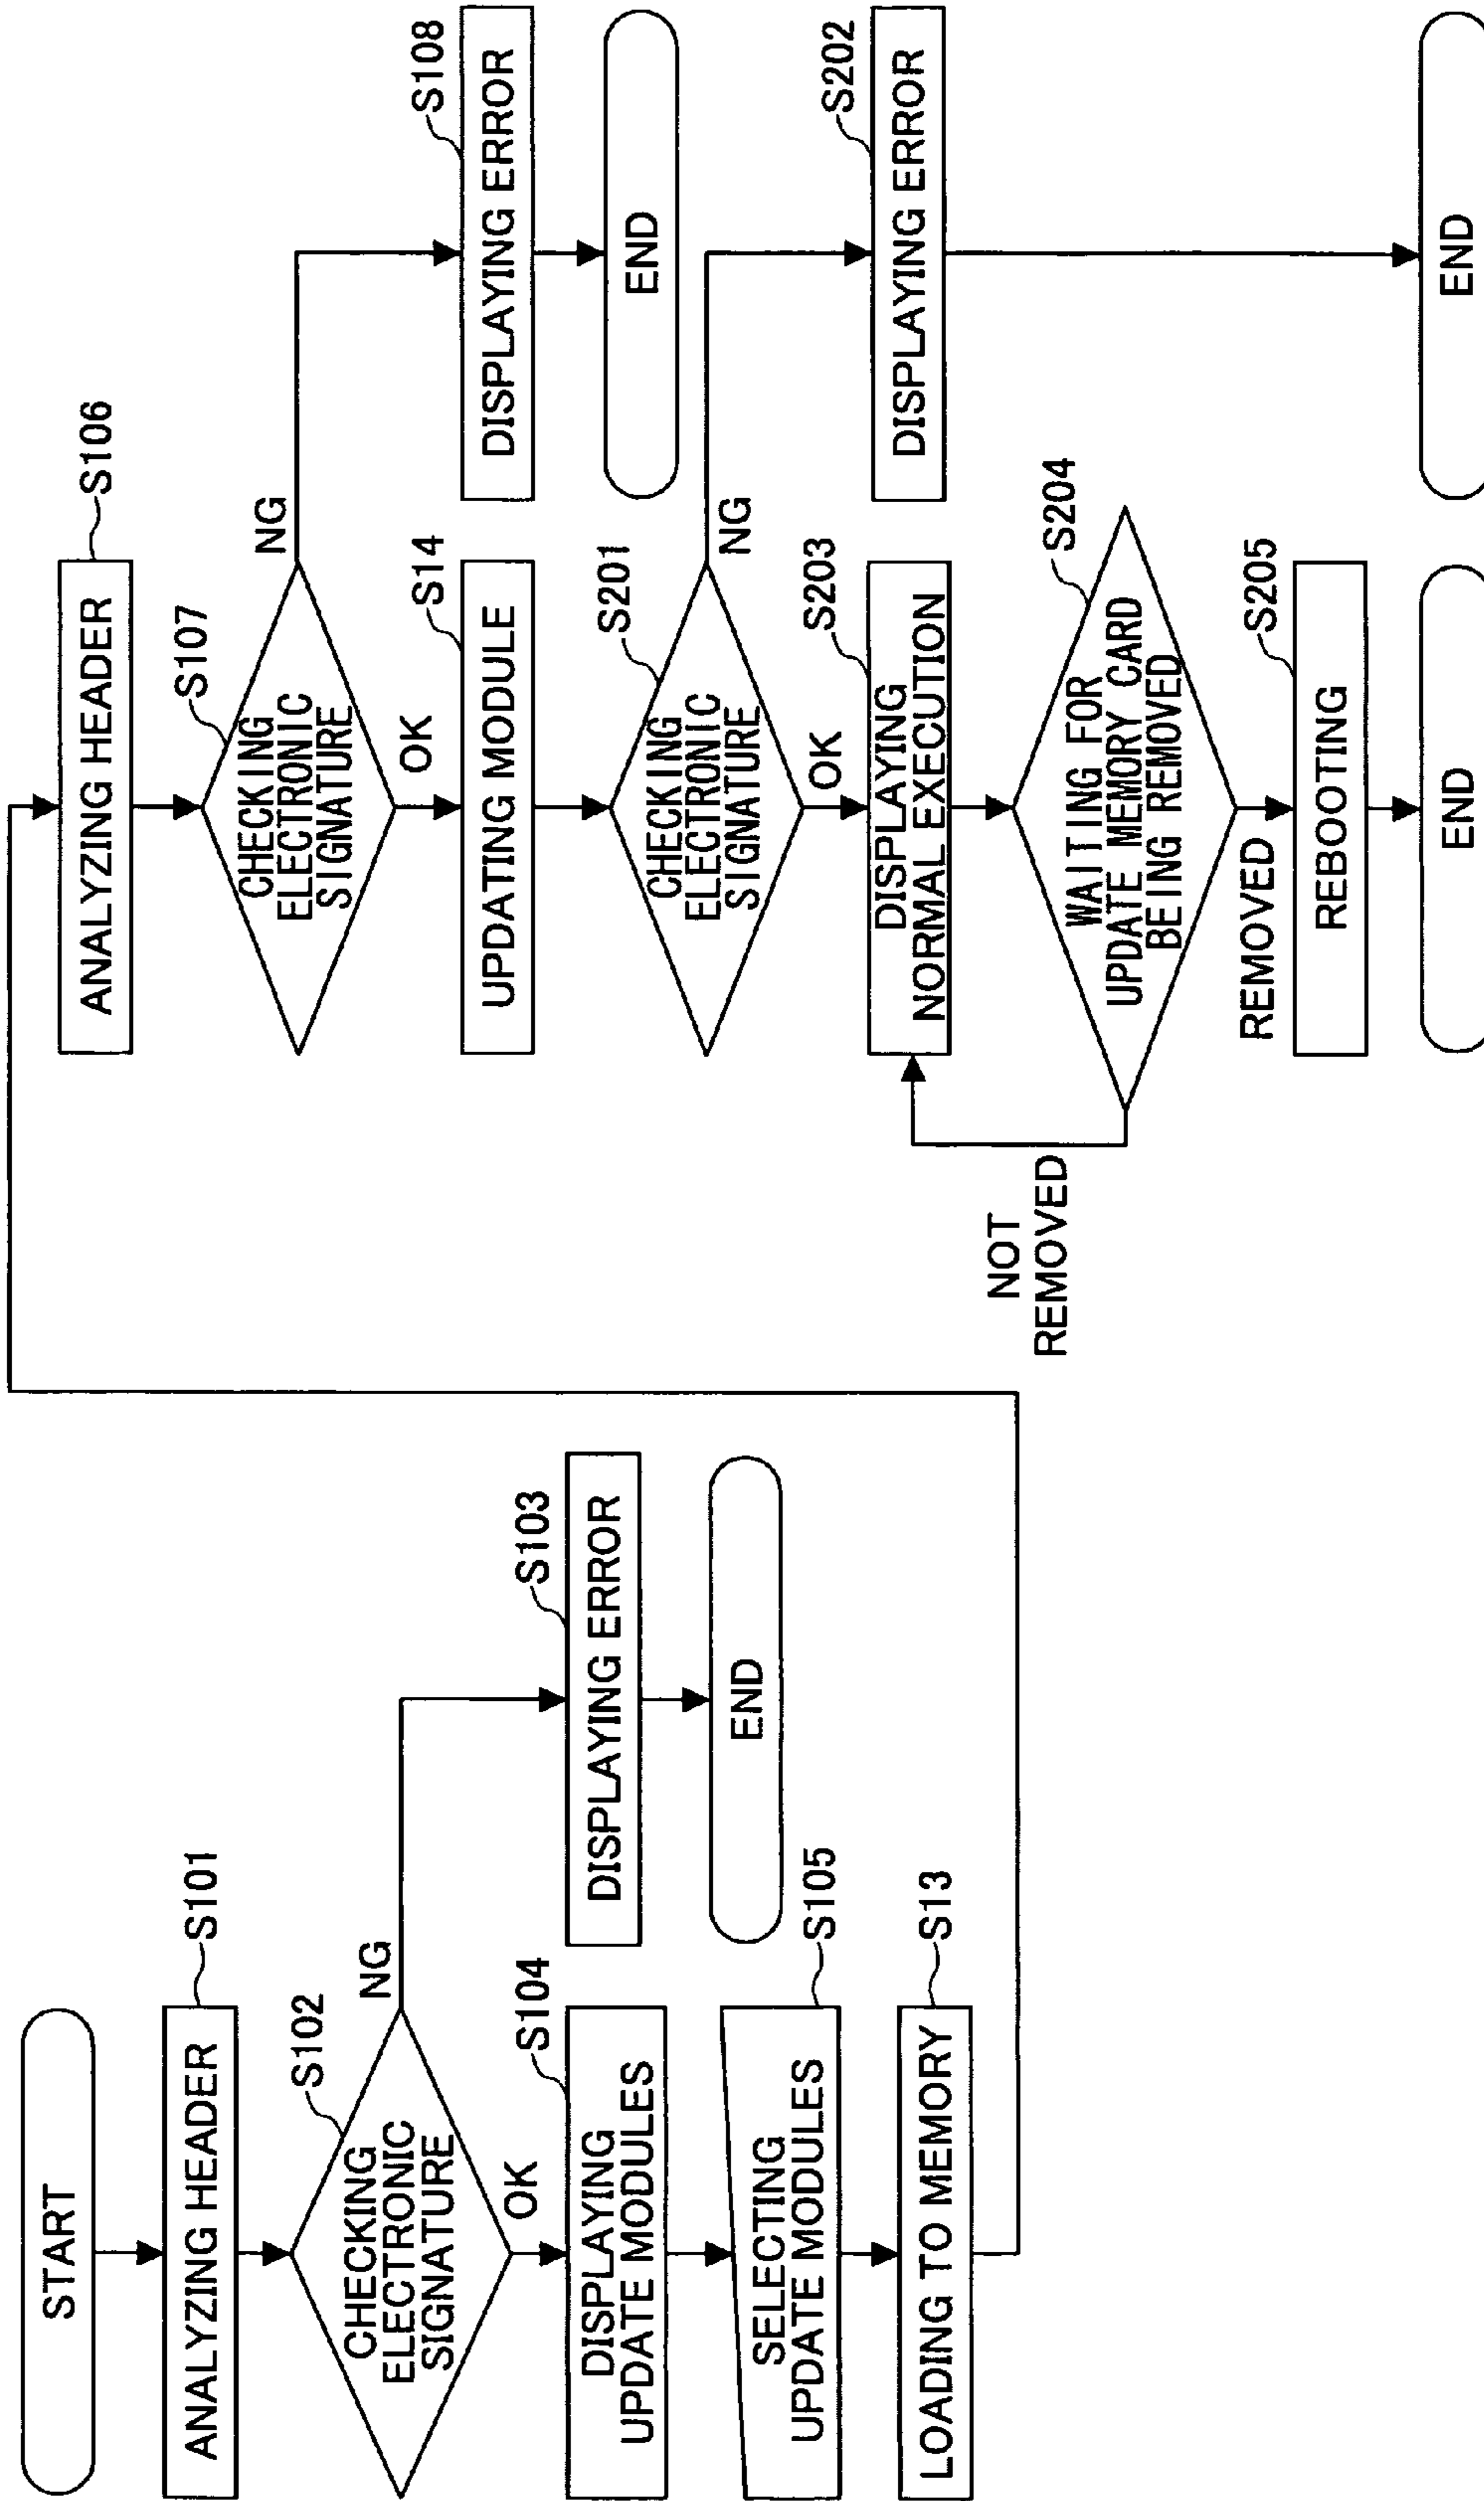 START
ANALYZING HEADER
S101
CHECKING
ELECTRONIC
SIGNATURE
S102
NG
OK
DISPLAYING ERROR
S103
END
DISPLAYING
UPDATE MODULES
S104
SELECTING
UPDATE MODULES
S105
LOADING TO MEMORY
S13
ANALYZING HEADER
S106
CHECKING
ELECTRONIC
SIGNATURE
S107
NG
OK
DISPLAYING ERROR
S108
END
UPDATING MODULE
S14
CHECKING
ELECTRONIC
SIGNATURE
S201
NG
OK
DISPLAYING ERROR
S202
END
DISPLAYING
NORMAL EXECUTION
S203
WAITING FOR
UPDATE MEMORY CARD
BEING REMOVED
S204
NOT
REMOVED
REMOVED
REBOOTING
S205
END